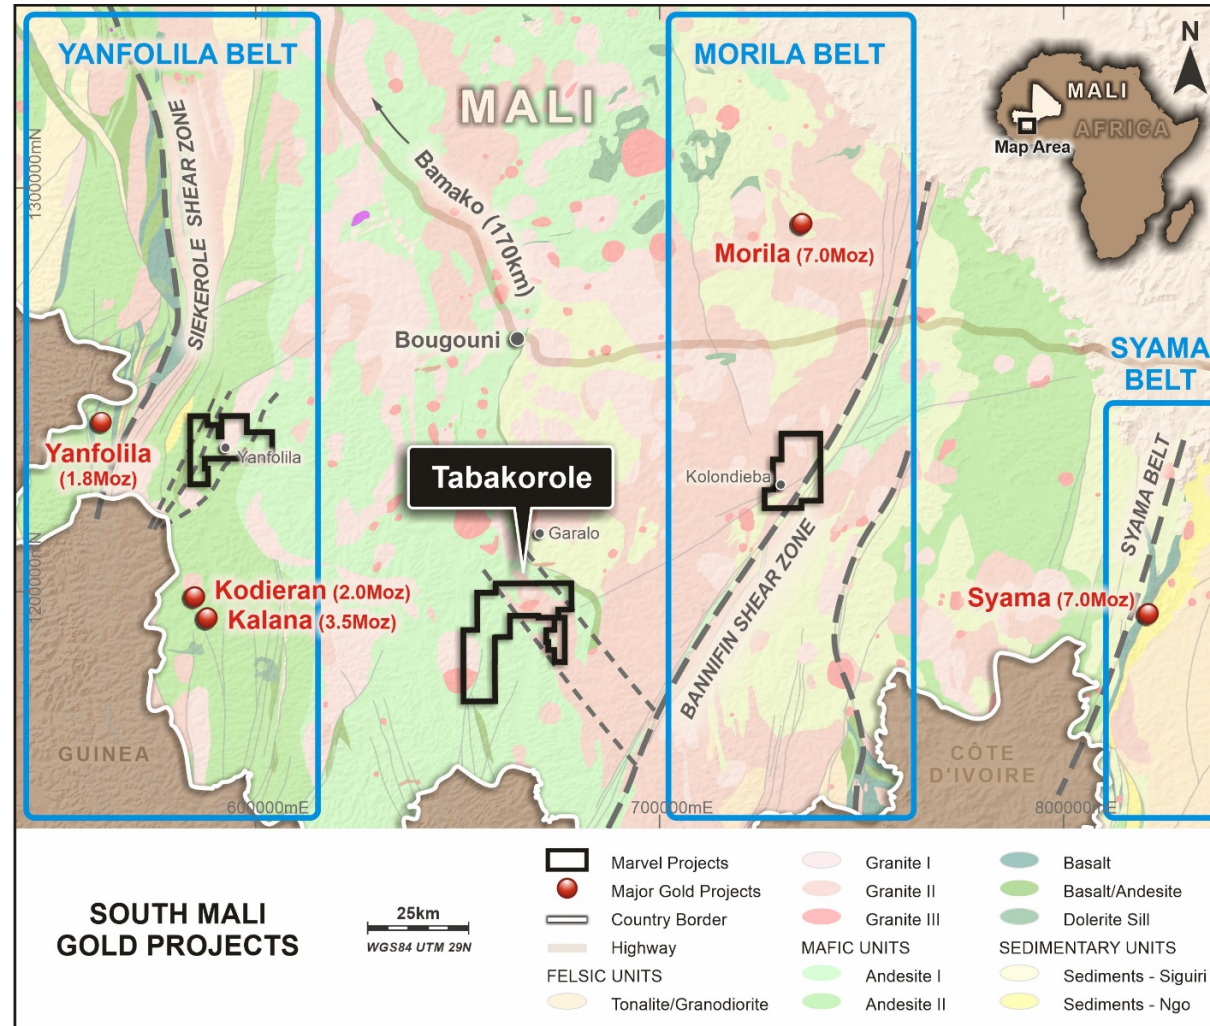 YANFOLILA BELT
MORILA BELT
N
MALI
MALI
AFRICA
Map Area
SIEKEROLE SHEAR ZONE
1300000mN
Bamako (170km)
Morila (7.0Moz)
Bougouni
SYAMA
BELT
Yanfolila
(1.8Moz)
Yanfolila
Tabakorole
Kolondieba
Garalo
SYAMA BELT
BANNIFIN SHEAR ZONE
1200000mN
Kodieran (2.0Moz)
Kalana (3.5Moz)
Syama (7.0Moz)
GUINEA
CÔTE
D'IVOIRE
600000mE
700000mE
800000mE
SOUTH MALI
GOLD PROJECTS
25km
WGS84 UTM 29N
Marvel Projects
Major Gold Projects
Country Border
Highway
FELSIC UNITS
Tonalite/Granodiorite
Granite I
Granite II
Granite III
MAFIC UNITS
Andesite I
Andesite II
Basalt
Basalt/Andesite
Dolerite Sill
SEDIMENTARY UNITS
Sediments - Siguiri
Sediments - Ngo